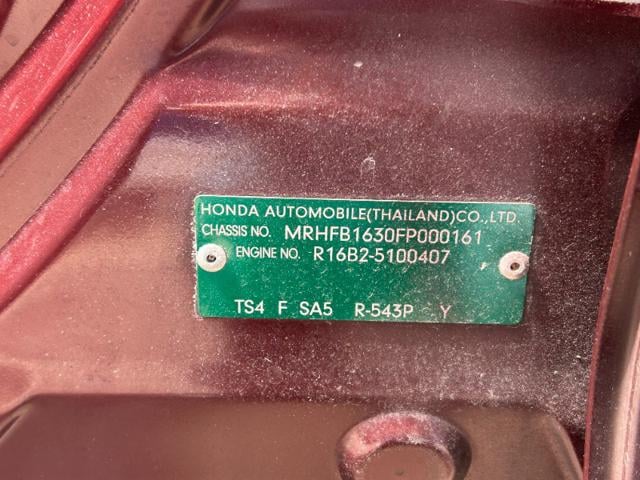 HONDA AUTOMOBILE(THAILAND)CO.,LTD.
CHASSIS NO. MRHFB1630FP000161
ENGINE NO. R16B2-5100407
TS4 F SA5 R-543P Y